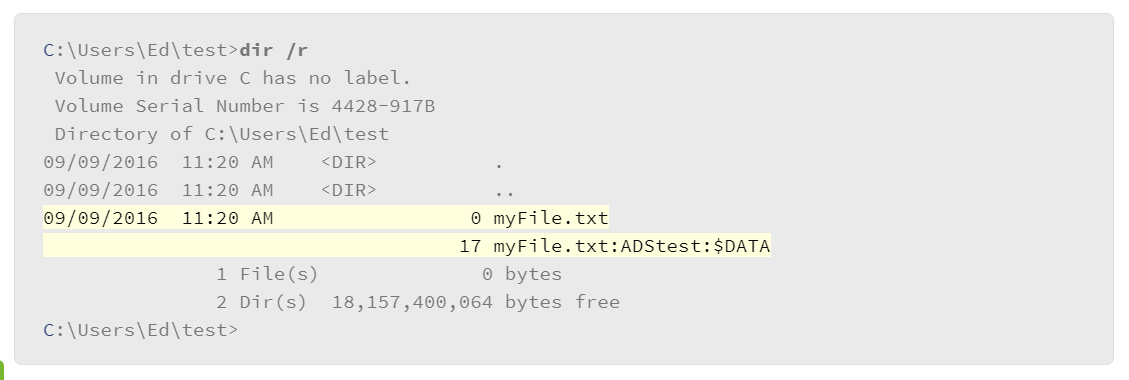 C:\Users\Ed\test>dir /r
Volume in drive C has no label.
Volume Serial Number is 4428-917B
Directory of C:\Users\Ed\test
09/09/2016  11:20 AM    <DIR>          .
09/09/2016  11:20 AM    <DIR>          ..
09/09/2016  11:20 AM                 0 myFile.txt
                                    17 myFile.txt:ADStest:$DATA
               1 File(s)              0 bytes
               2 Dir(s)  18,157,400,064 bytes free
C:\Users\Ed\test>